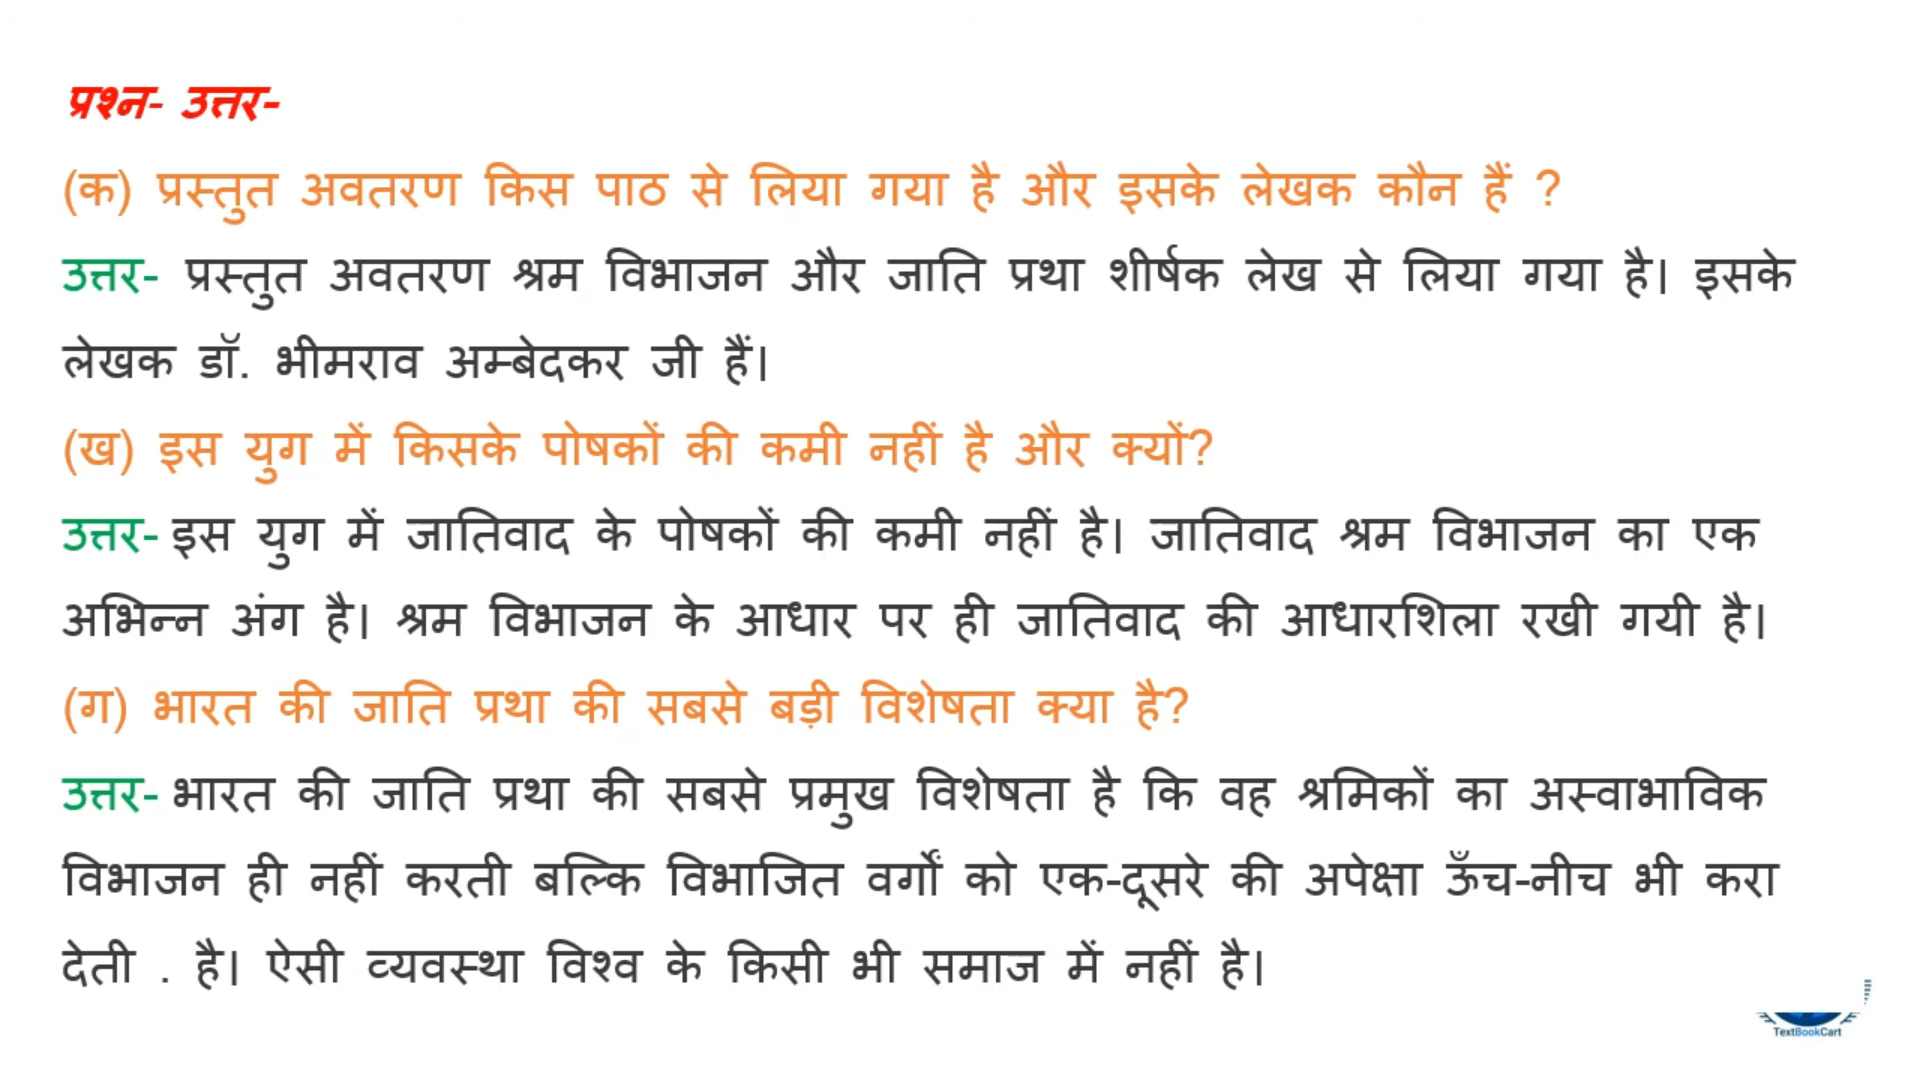 प्रश्न- उत्तर-
(क) प्रस्तुत अवतरण किस पाठ से लिया गया है और इसके लेखक कौन हैं ?
उत्तर- प्रस्तुत अवतरण श्रम विभाजन और जाति प्रथा शीर्षक लेख से लिया गया है। इसके
लेखक डॉ. भीमराव अम्बेदकर जी हैं।
(ख) इस युग में किसके पोषकों की कमी नहीं है और क्यों?
उत्तर- इस युग में जातिवाद के पोषकों की कमी नहीं है। जातिवाद श्रम विभाजन का एक
अभिन्न अंग है। श्रम विभाजन के आधार पर ही जातिवाद की आधारशिला रखी गयी है।
(ग) भारत की जाति प्रथा की सबसे बड़ी विशेषता क्या है?
उत्तर- भारत की जाति प्रथा की सबसे प्रमुख विशेषता है कि वह श्रमिकों का अस्वाभाविक
विभाजन ही नहीं करती बल्कि विभाजित वर्गों को एक-दूसरे की अपेक्षा ऊँच-नीच भी करा
देती . है। ऐसी व्यवस्था विश्व के किसी भी समाज में नहीं है।
TextBookCart